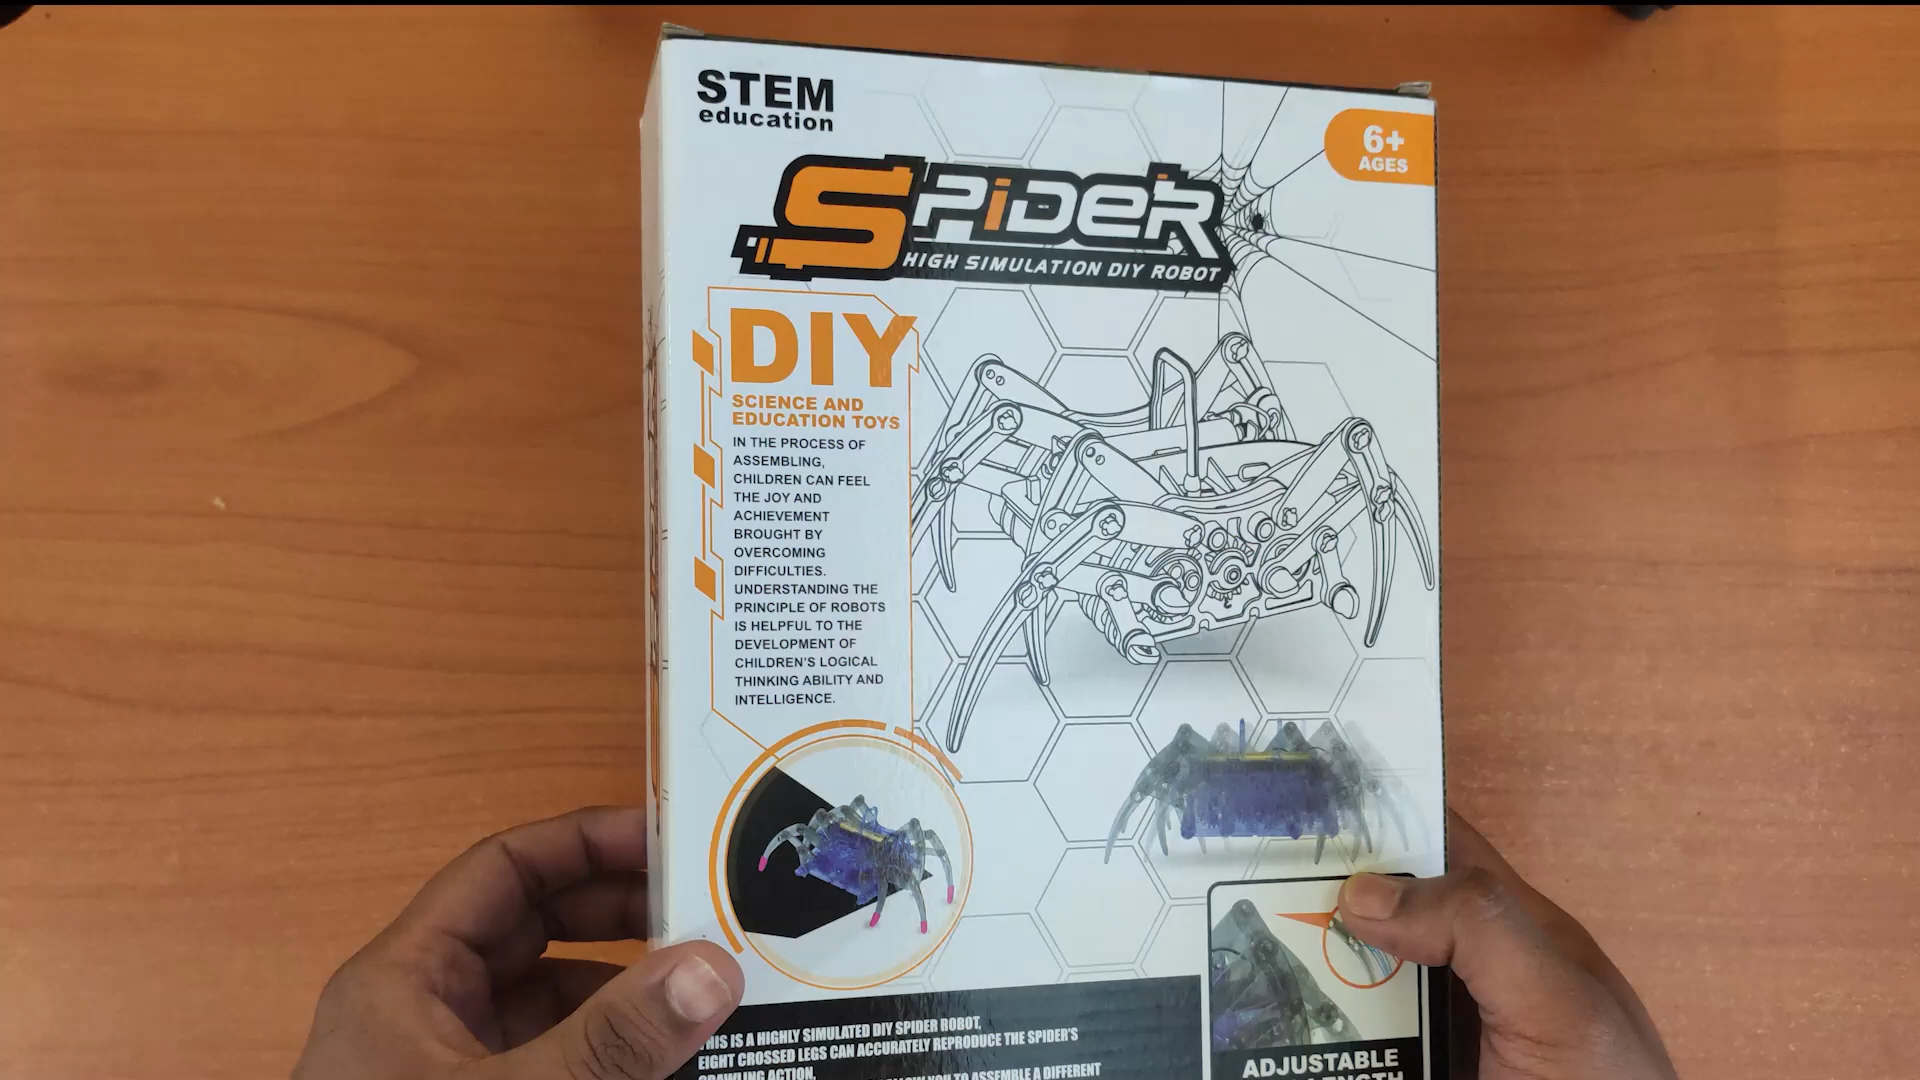 STEM
education
6+
AGES
SPiDER
HIGH SIMULATION DIY ROBOT
DIY
SCIENCE AND
EDUCATION TOYS
IN THE PROCESS OF
ASSEMBLING,
CHILDREN CAN FEEL
THE JOY AND
ACHIEVEMENT
BROUGHT BY
OVERCOMING
DIFFICULTIES.
UNDERSTANDING THE
PRINCIPLE OF ROBOTS
IS HELPFUL TO THE
DEVELOPMENT OF
CHILDREN'S LOGICAL
THINKING ABILITY AND
INTELLIGENCE.
THIS IS A HIGHLY SIMULATED DIY SPIDER ROBOT,
EIGHT CROSSED LEGS CAN ACCURATELY REPRODUCE THE SPIDER'S
CRAWLING ACTION,
YOU TO ASSEMBLE A DIFFERENT
ADJUSTABLE